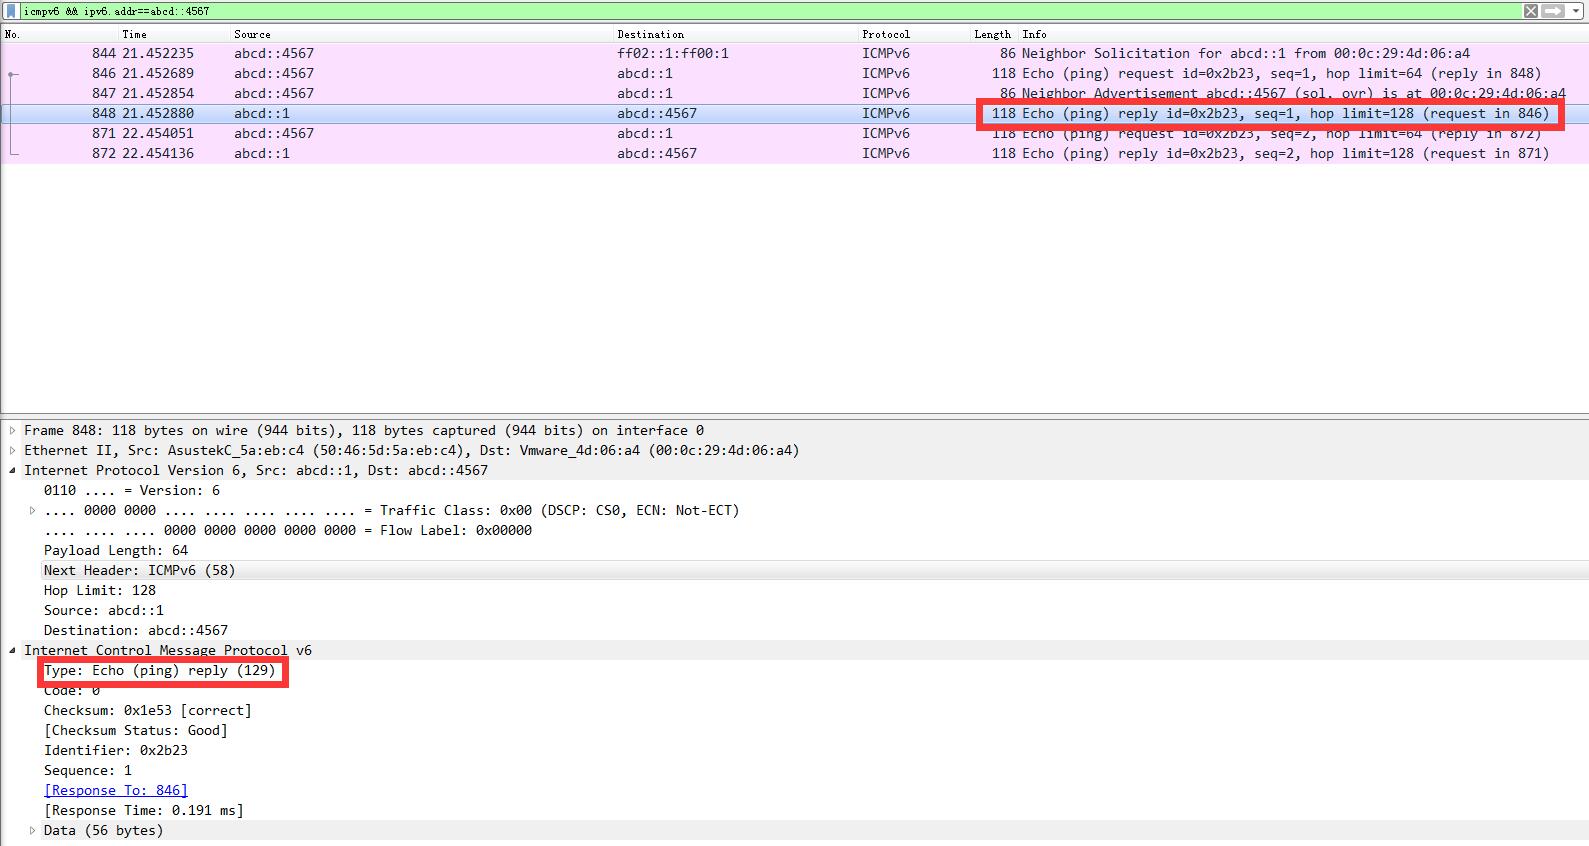 icmpv6 && ipv6.addr==abcd::4567
No. Time Source Destination Protocol Length Info
844 21.452235 abcd::4567 ff02::1:ff00:1 ICMPv6 86 Neighbor Solicitation for abcd::1 from 00:0c:29:4d:06:a4
846 21.452689 abcd::4567 abcd::1 ICMPv6 118 Echo (ping) request id=0x2b23, seq=1, hop limit=64 (reply in 848)
847 21.452854 abcd::4567 abcd::1 ICMPv6 86 Neighbor Advertisement abcd::4567 (sol, ovr) is at 00:0c:29:4d:06:a4
848 21.452880 abcd::1 abcd::4567 ICMPv6 118 Echo (ping) reply id=0x2b23, seq=1, hop limit=128 (request in 846)
871 22.454051 abcd::4567 abcd::1 ICMPv6 118 Echo (ping) request id=0x2b23, seq=2, hop limit=64 (reply in 872)
872 22.454136 abcd::1 abcd::4567 ICMPv6 118 Echo (ping) reply id=0x2b23, seq=2, hop limit=128 (request in 871)
Frame 848: 118 bytes on wire (944 bits), 118 bytes captured (944 bits) on interface 0
Ethernet II, Src: AsustekC_5a:eb:c4 (50:46:5d:5a:eb:c4), Dst: Vmware_4d:06:a4 (00:0c:29:4d:06:a4)
Internet Protocol Version 6, Src: abcd::1, Dst: abcd::4567
0110 .... = Version: 6
.... 0000 0000 .... .... .... .... .... = Traffic Class: 0x00 (DSCP: CS0, ECN: Not-ECT)
.... .... .... 0000 0000 0000 0000 0000 = Flow Label: 0x00000
Payload Length: 64
Next Header: ICMPv6 (58)
Hop Limit: 128
Source: abcd::1
Destination: abcd::4567
Internet Control Message Protocol v6
Type: Echo (ping) reply (129)
Code: 0
Checksum: 0x1e53 [correct]
[Checksum Status: Good]
Identifier: 0x2b23
Sequence: 1
[Response To: 846]
[Response Time: 0.191 ms]
Data (56 bytes)